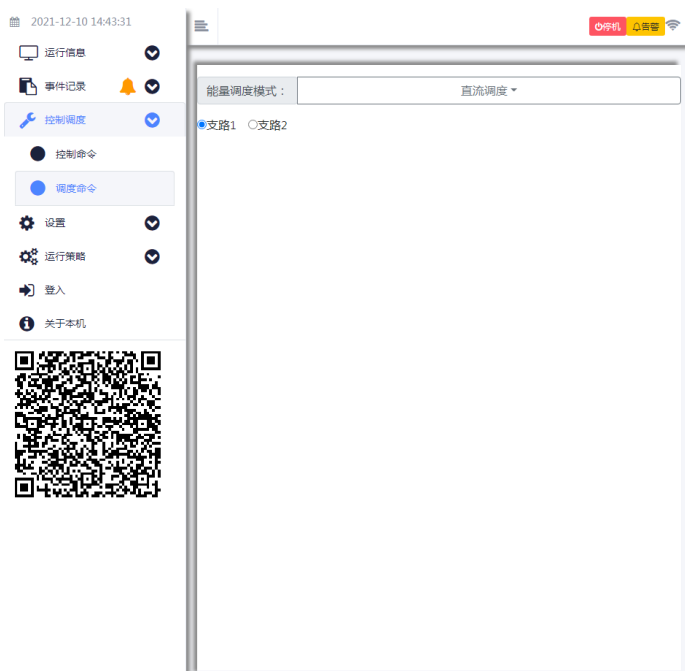 2021-12-10 14:43:31
运行信息
事件记录
控制调度
控制命令
调度命令
设置
运行策略
登入
关于本机
停机 告警
能量调度模式： 直流调度
支路1 支路2